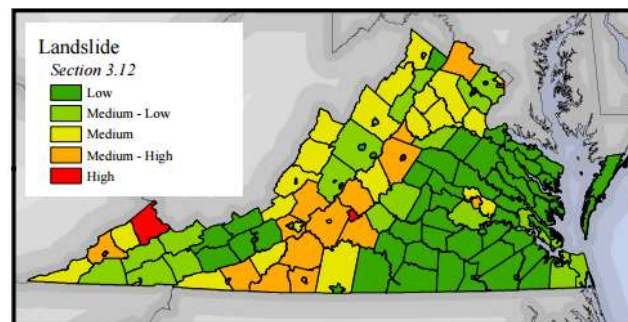 Landslide
Section 3.12
Low
Medium - Low
Medium
Medium - High
High